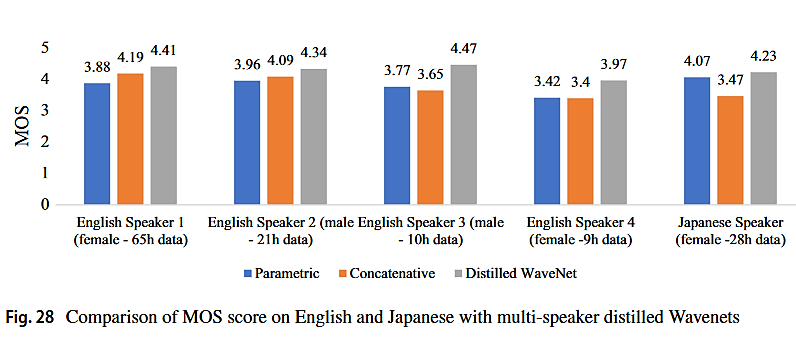 5
4
3
2
1
0
MOS
3.88 4.19 4.41
3.96 4.09 4.34
3.77 3.65 4.47
3.42 3.4 3.97
4.07 3.47 4.23
English Speaker 1
(female - 65h data)
English Speaker 2 (male
- 21h data)
English Speaker 3 (male
- 10h data)
English Speaker 4
(female -9h data)
Japanese Speaker
(female -28h data)
Parametric Concatenative Distilled WaveNet
Fig. 28 Comparison of MOS score on English and Japanese with multi-speaker distilled Wavenets